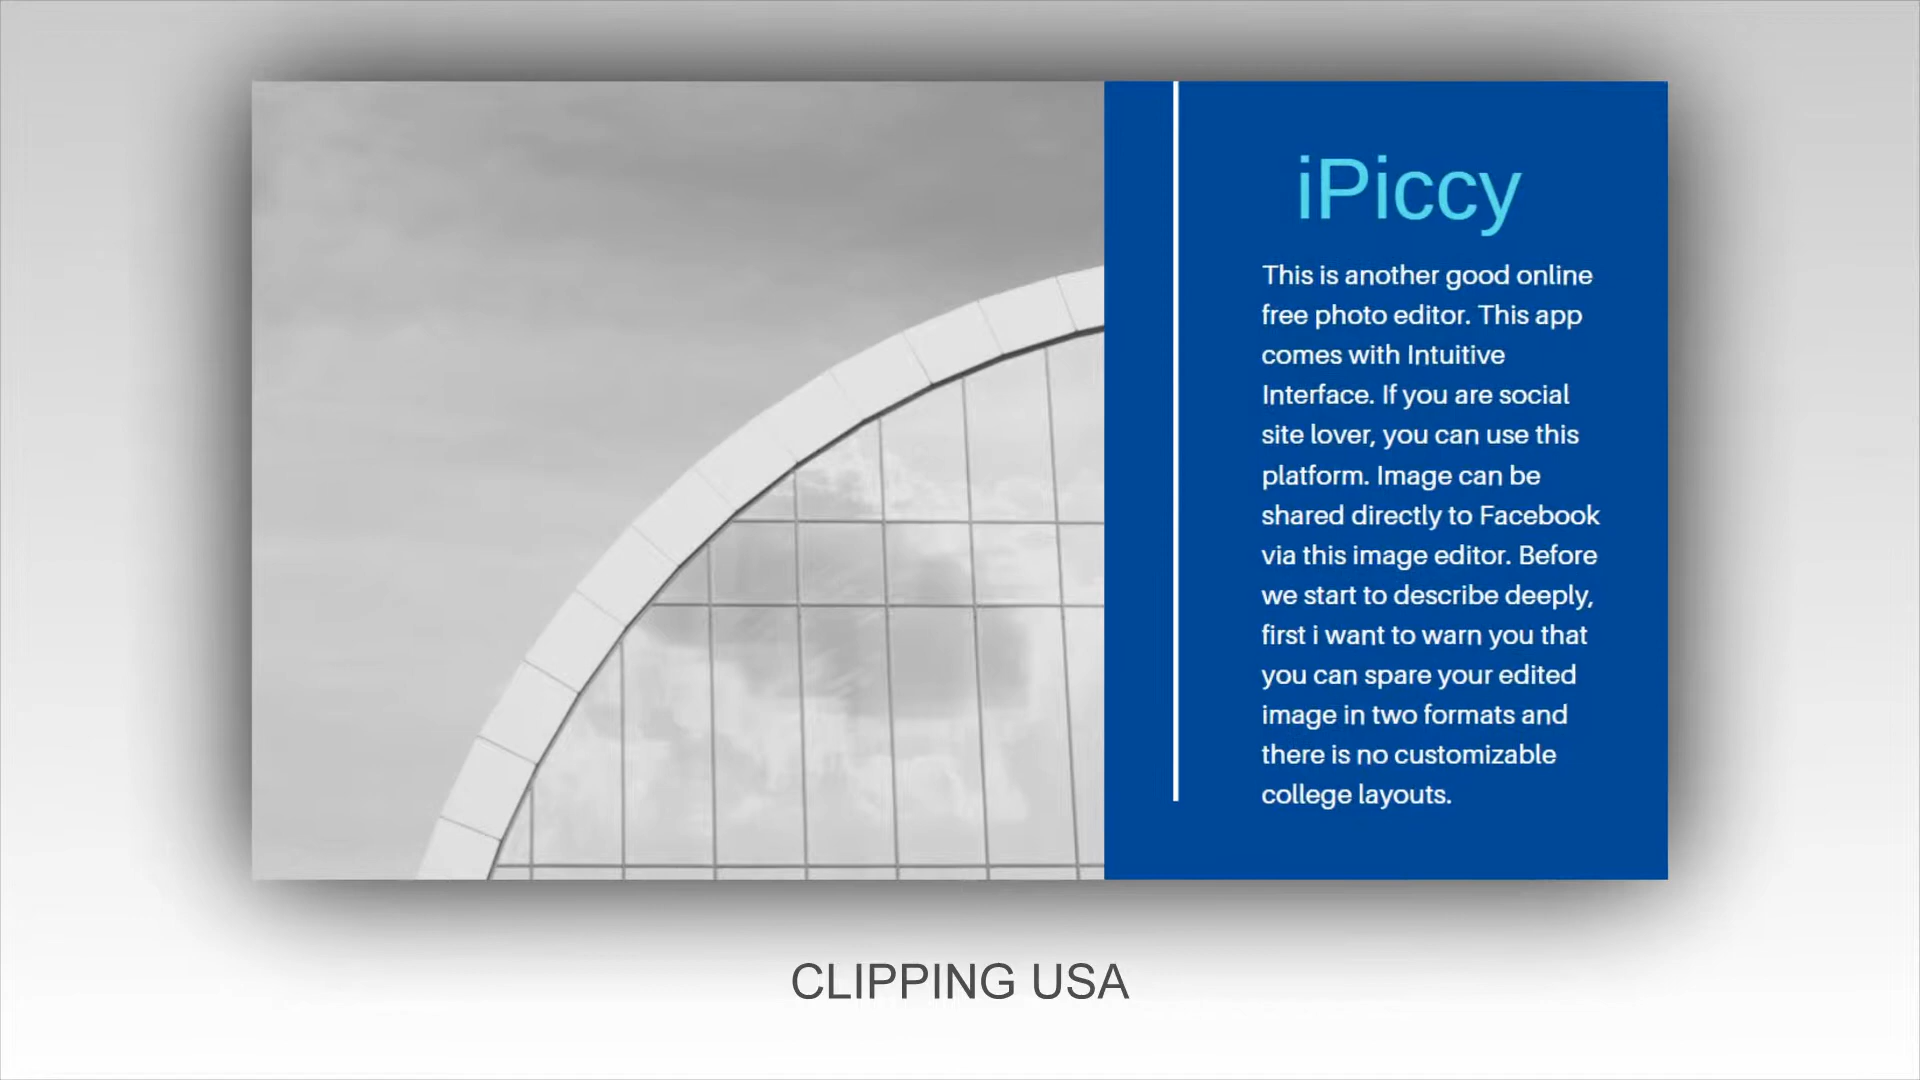 iPiccy
This is another good online
free photo editor. This app
comes with Intuitive
Interface. If you are social
site lover, you can use this
platform. Image can be
shared directly to Facebook
via this image editor. Before
we start to describe deeply,
first i want to warn you that
you can spare your edited
image in two formats and
there is no customizable
college layouts.
CLIPPING USA